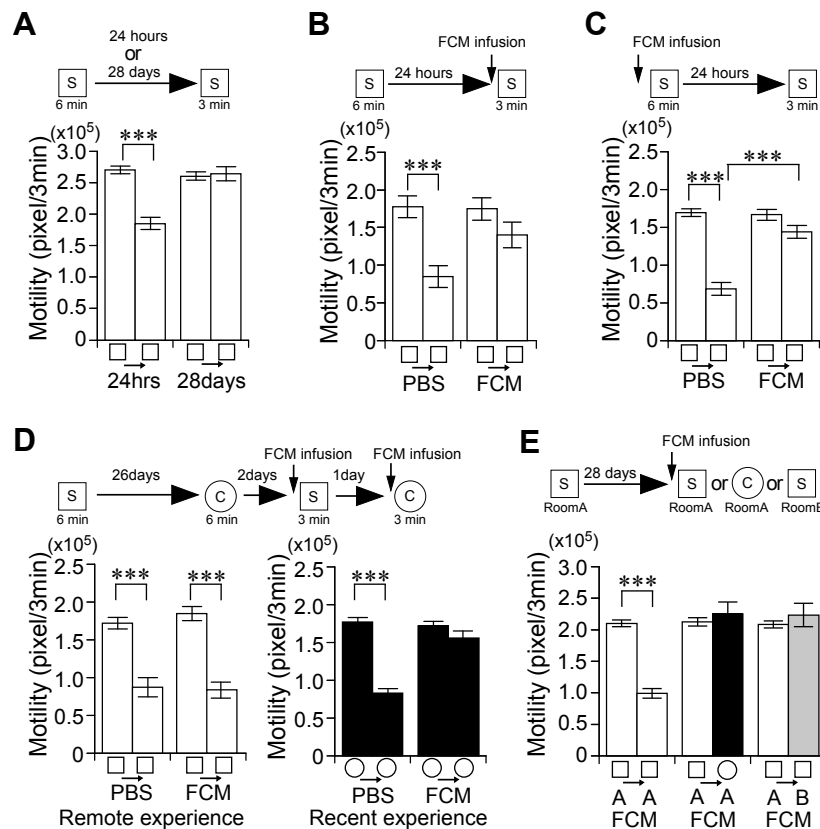 A
24 hours
or
28 days
S
S
6 min
3 min
(x10⁵)
Motility (pixel/3min)
3.0
2.5
2.0
1.5
1.0
0.5
0
***
24hrs
28days
B
FCM infusion
24 hours
S
S
6 min
3 min
(x10⁵)
Motility (pixel/3min)
2.5
2.0
1.5
1.0
0.5
0
***
PBS
FCM
C
FCM infusion
24 hours
S
S
6 min
3 min
(x10⁵)
Motility (pixel/3min)
2.5
2.0
1.5
1.0
0.5
0
***
***
PBS
FCM
D
FCM infusion
FCM infusion
26days
2days
1day
S
C
S
C
6 min
6 min
3 min
3 min
(x10⁵)
Motility (pixel/3min)
2.5
2.0
1.5
1.0
0.5
0
***
***
PBS
FCM
Remote experience
(x10⁵)
Motility (pixel/3min)
2.5
2.0
1.5
1.0
0.5
0
***
PBS
FCM
Recent experience
E
FCM infusion
28 days
S
S or C or S
RoomA
RoomA
RoomA
(x10⁵)
Motility (pixel/3min)
3.0
2.5
2.0
1.5
1.0
0.5
0
***
A A
A A
A B
FCM
FCM
FCM